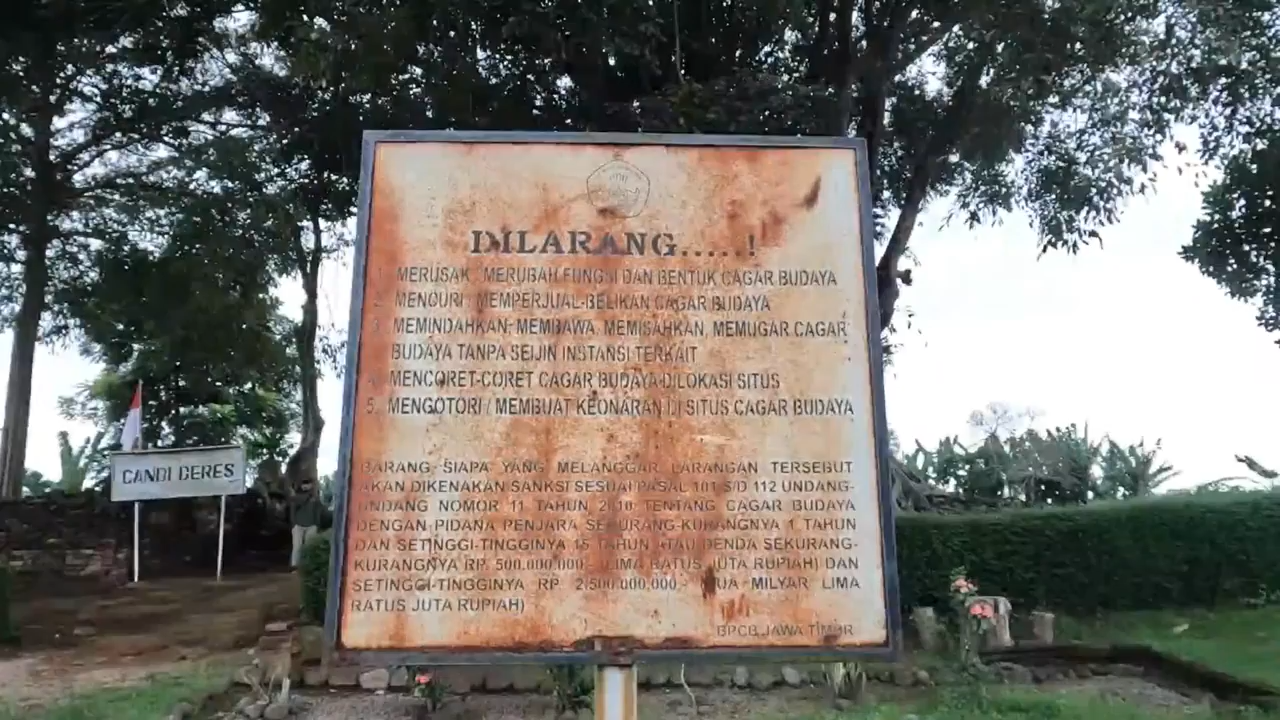 DILARANG.....!
1. MERUSAK, MERUBAH FUNGSI DAN BENTUK CAGAR BUDAYA
2. MENCURI, MEMPERJUAL-BELIKAN CAGAR BUDAYA
3. MEMINDAHKAN, MEMBAWA, MEMISAHKAN, MEMUGAR CAGAR
BUDAYA TANPA SEIJIN INSTANSI TERKAIT
4. MENCORET-CORET CAGAR BUDAYA DILOKASI SITUS
5. MENGOTORI / MEMBUAT KEONARAN DI SITUS CAGAR BUDAYA
BARANG SIAPA YANG MELANGGAR LARANGAN TERSEBUT
AKAN DIKENAKAN SANKSI SESUAI PASAL 101 S/D 112 UNDANG-
UNDANG NOMOR 11 TAHUN 2010 TENTANG CAGAR BUDAYA
DENGAN PIDANA PENJARA SEKURANG-KURANGNYA 1 TAHUN
DAN SETINGGI-TINGGINYA 15 TAHUN ATAU DENDA SEKURANG-
KURANGNYA RP. 500.000.000,- (LIMA RATUS JUTA RUPIAH) DAN
SETINGGI-TINGGINYA RP. 2.500.000.000,- (DUA MILYAR LIMA
RATUS JUTA RUPIAH)
BPCB JAWA TIMUR
CANDI DERES